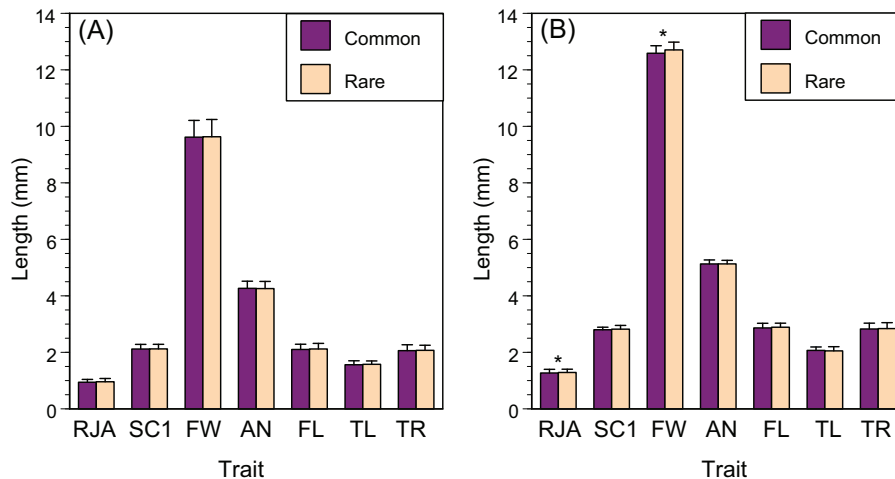 (A)
Common
Rare
14
12
10
8
6
4
2
0
Length (mm)
RJA SC1 FW AN FL TL TR
Trait
(B)
Common
Rare
14
12
10
8
6
4
2
0
Length (mm)
*
*
RJA SC1 FW AN FL TL TR
Trait